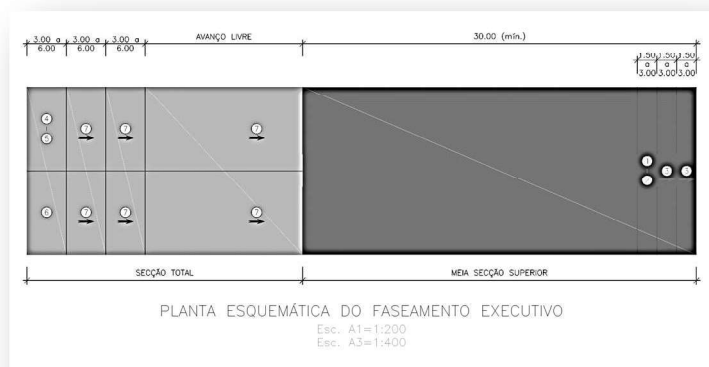 3.00 a 3.00 a 3.00 a AVANÇO LIVRE 30.00 (mín.)
6.00 6.00 6.00
1.50 1.50 1.50
a a a
3.00 3.00 3.00
4 7 7 7
5
1
3 3
2
6 7 7 7
SECÇÃO TOTAL MEIA SECÇÃO SUPERIOR
PLANTA ESQUEMÁTICA DO FASEAMENTO EXECUTIVO
Esc. A1=1:200
Esc. A3=1:400